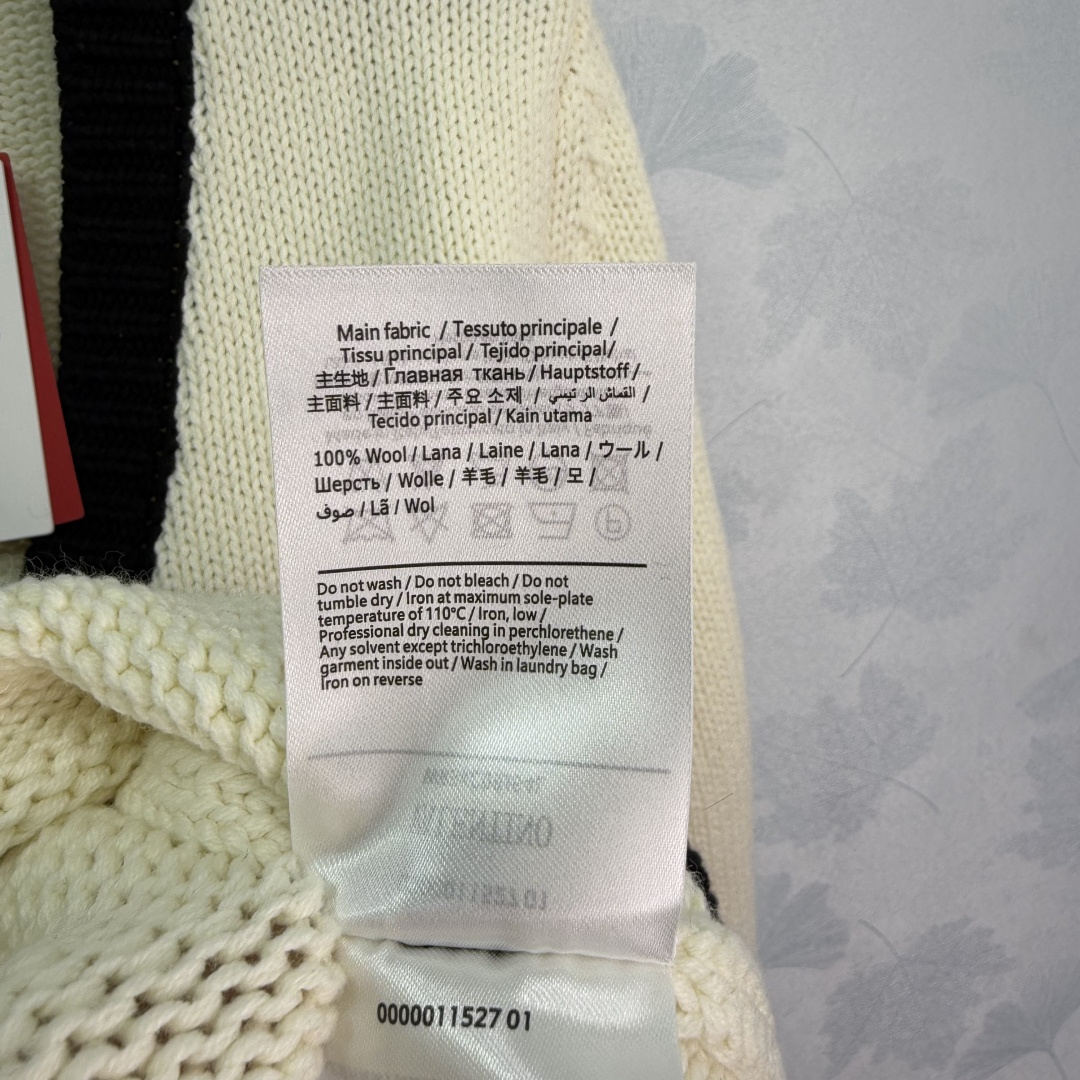 Main fabric / Tessuto principale /
Tissu principal / Tejido principal/
主生地 / Главная ткань / Hauptstoff /
主面料 / 主面料 / 주요 소제 / القماش الر تيسي /
Tecido principal / Kain utama
100% Wool / Lana / Laine / Lana / ウール /
Шерсть / Wolle / 羊毛 / 羊毛 / 모 /
صوف / Lã / Wol
Do not wash / Do not bleach / Do not
tumble dry / Iron at maximum sole-plate
temperature of 110°C / Iron, low /
Professional dry cleaning in perchlorethene /
Any solvent except trichloroethylene / Wash
garment inside out / Wash in laundry bag /
Iron on reverse
0000011527 01